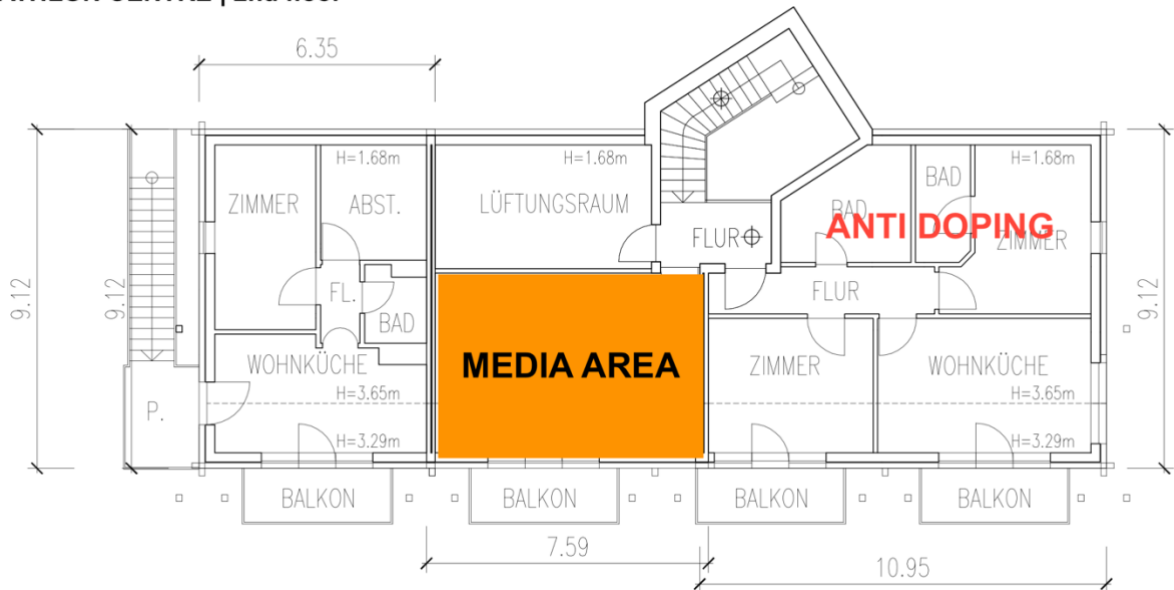 6.35
H=1.68m
H=1.68m
H=1.68m
ZIMMER
ABST.
LÜFTUNGSRAUM
BAD
BAD
FLUR
ANTI DOPING
ZIMMER
9.12
9.12
FL.
BAD
FLUR
9.12
WOHNKÜCHE
MEDIA AREA
ZIMMER
WOHNKÜCHE
H=3.65m
H=3.65m
P.
H=3.29m
H=3.29m
BALKON
BALKON
BALKON
BALKON
7.59
10.95